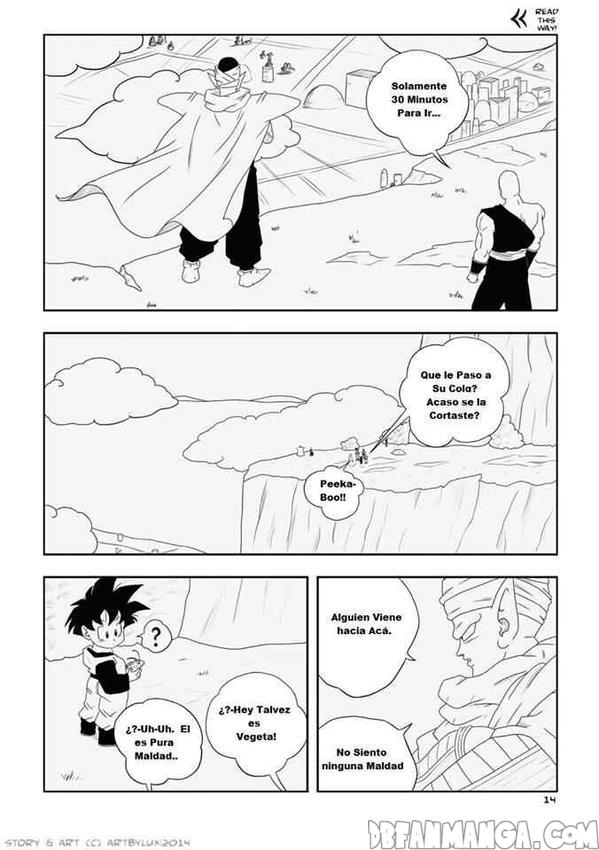 READ
THIS
WAY!
Solamente
30 Minutos
Para Ir...
Que le Paso a
Su Cola?
Acaso se la
Cortaste?
Peeka-
Boo!!
Alguien Viene
hacia Acá.
No Siento
ninguna Maldad
?
¿?-Hey Talvez
es
Vegeta!
¿?-Uh-Uh. El
es Pura
Maldad..
14
STORY & ART (C) ARTBYLUX:2014
DBFANMANGA.COM